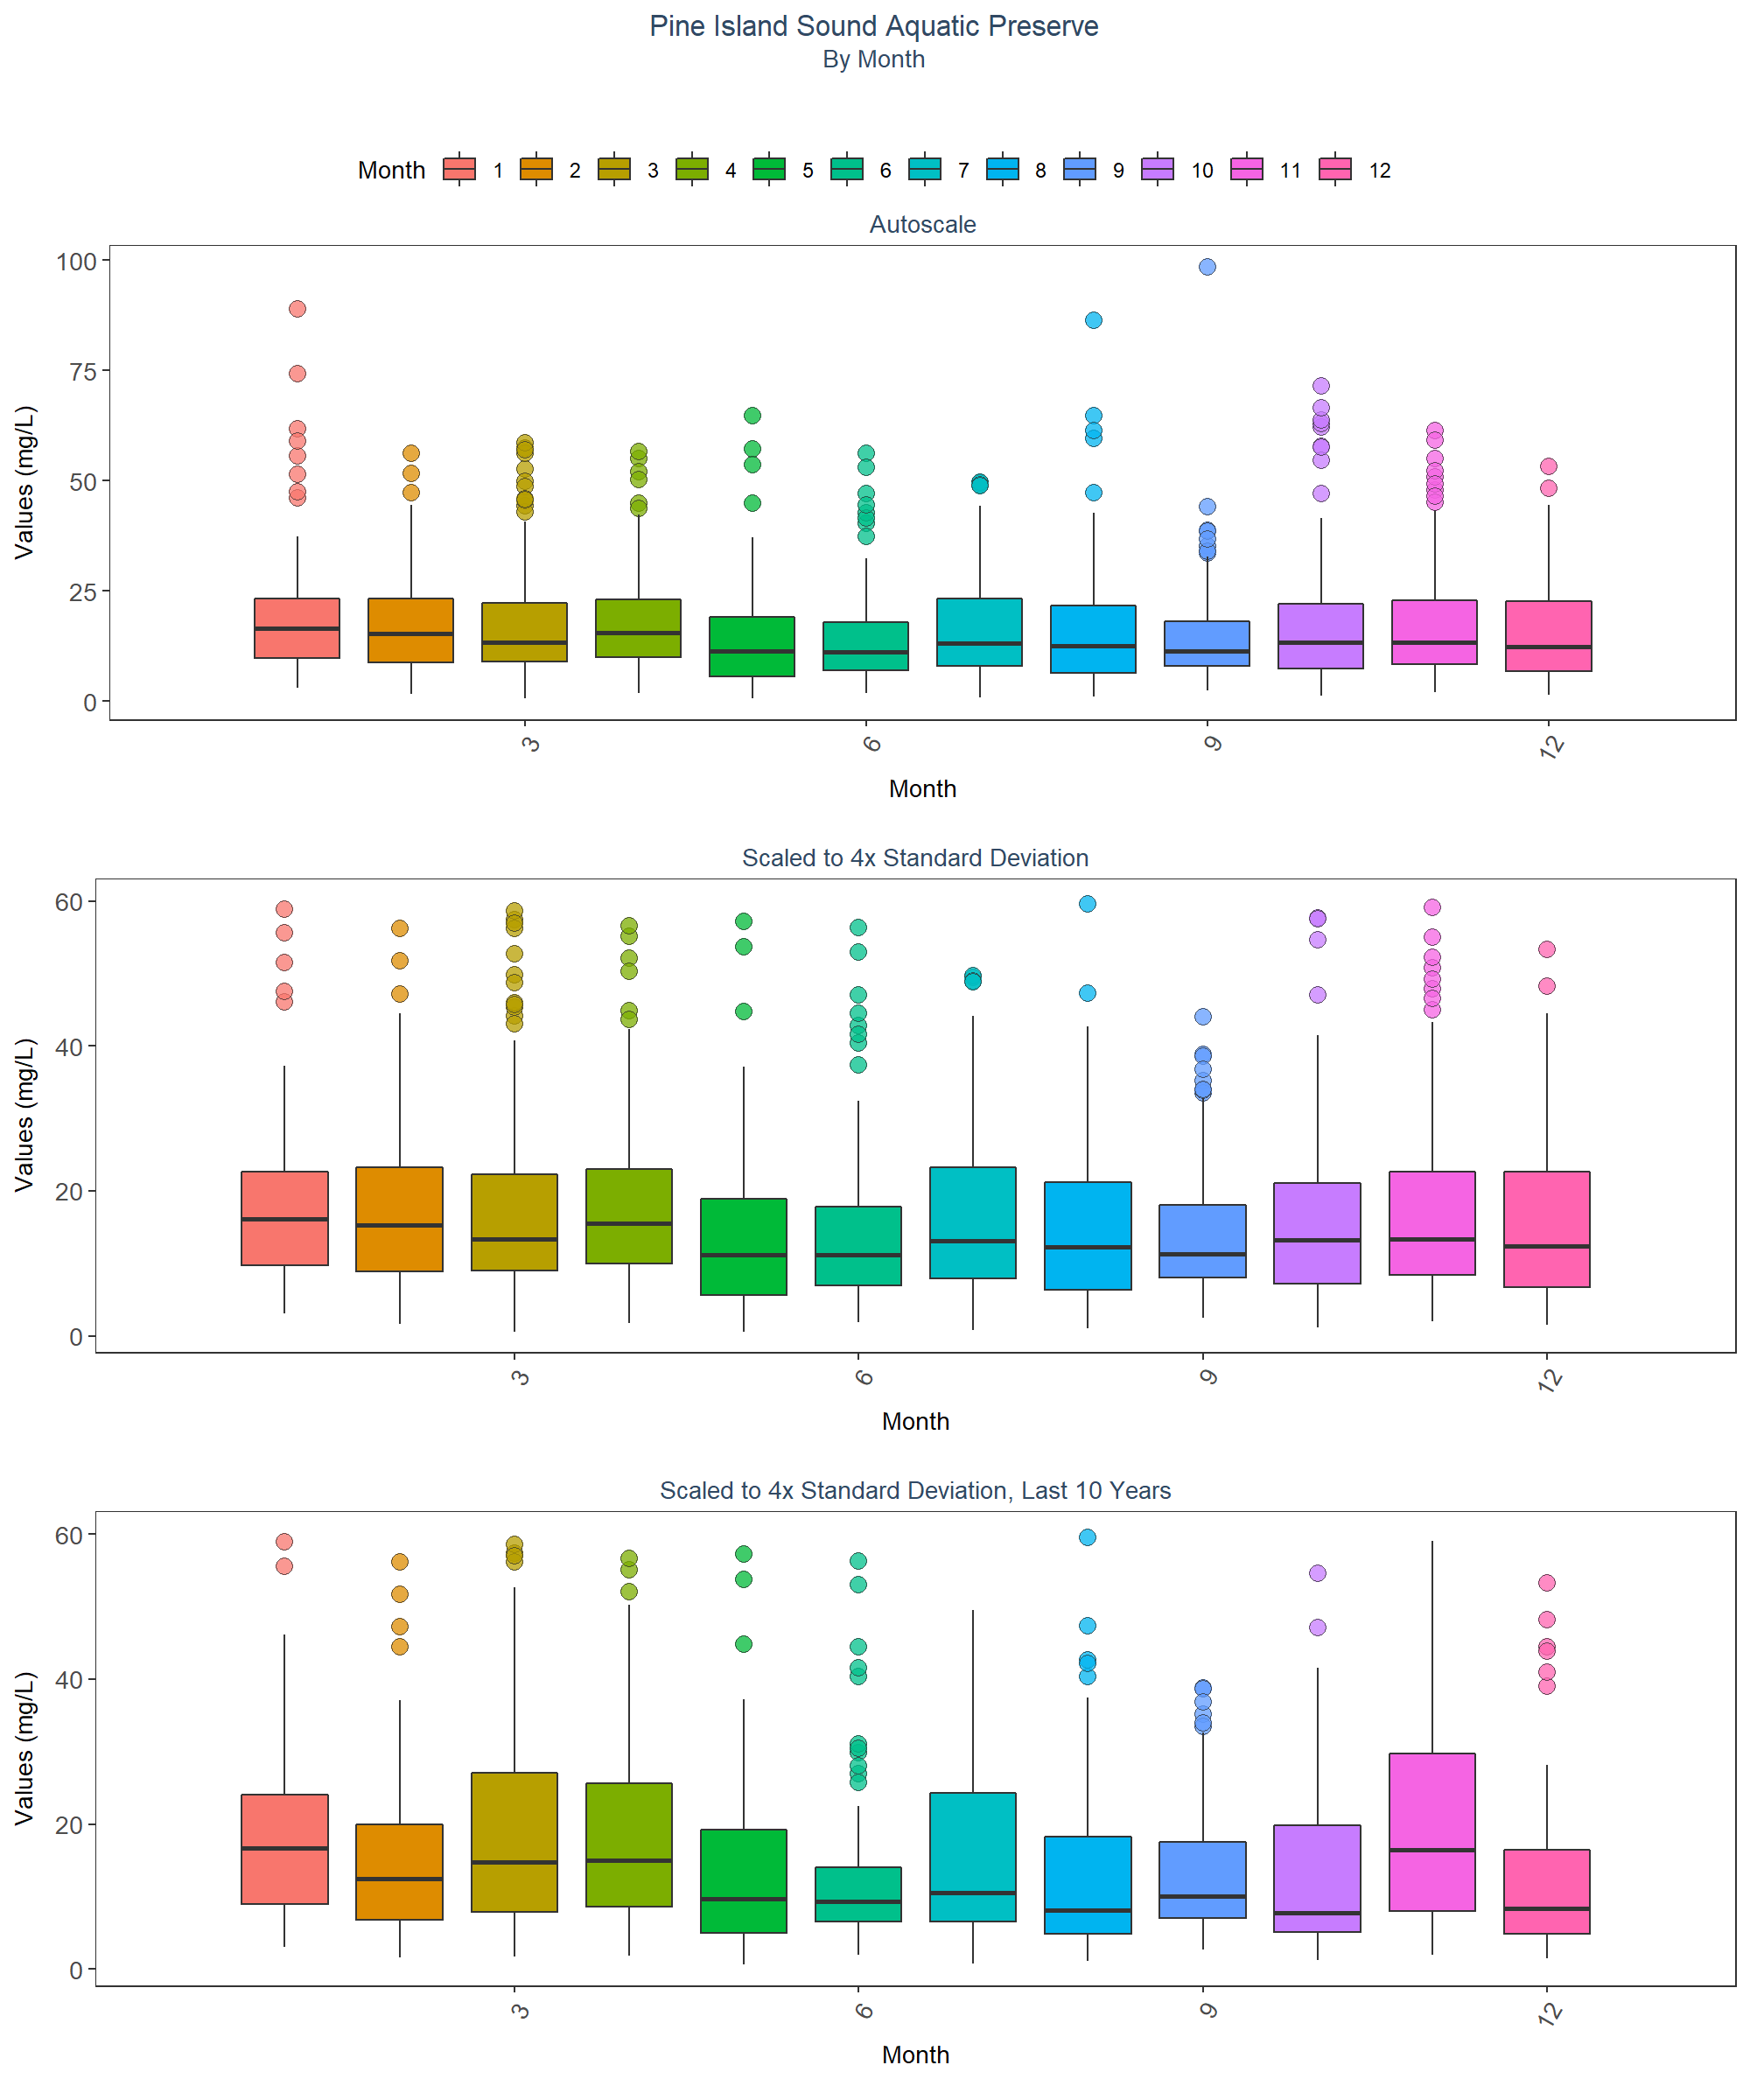 Pine Island Sound Aquatic Preserve
By Month
Month 1 2 3 4 5 6 7 8 9 10 11 12
Autoscale
Values (mg/L)
100
75
50
25
0
3 6 9 12
Month
Scaled to 4x Standard Deviation
Values (mg/L)
60
40
20
0
3 6 9 12
Month
Scaled to 4x Standard Deviation, Last 10 Years
Values (mg/L)
60
40
20
0
3 6 9 12
Month